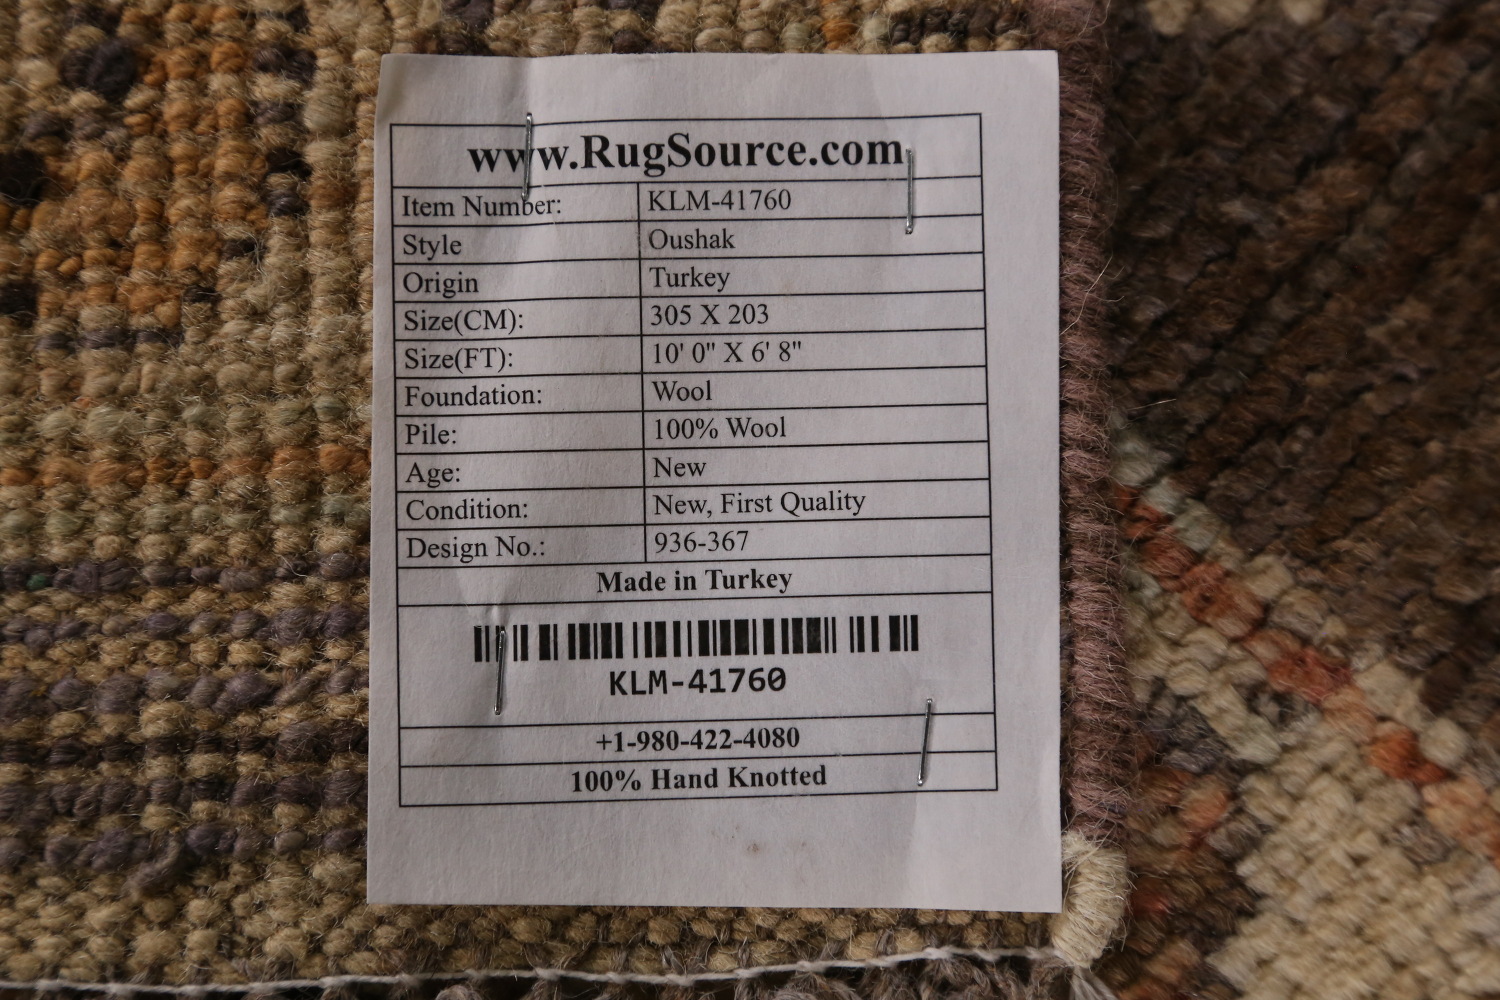 www.RugSource.com
Item Number: KLM-41760
Style Oushak
Origin Turkey
Size(CM): 305 X 203
Size(FT): 10' 0" X 6' 8"
Foundation: Wool
Pile: 100% Wool
Age: New
Condition: New, First Quality
Design No.: 936-367
Made in Turkey
KLM-41760
+1-980-422-4080
100% Hand Knotted